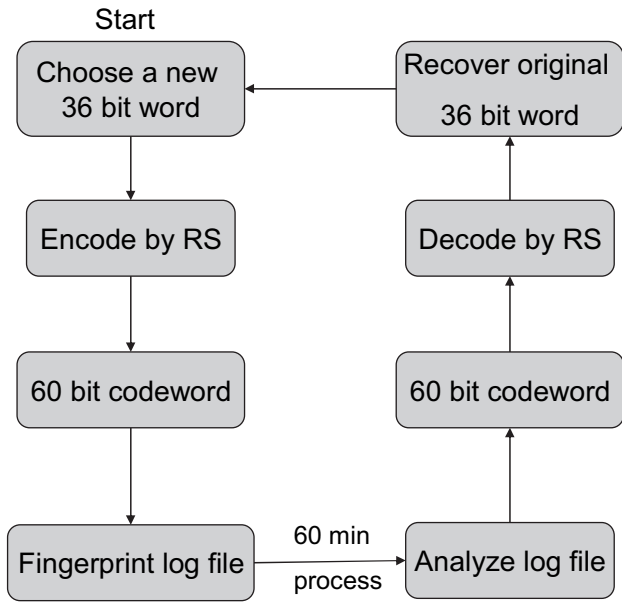 Start
Choose a new
36 bit word
Encode by RS
60 bit codeword
Fingerprint log file
60 min
process
Analyze log file
60 bit codeword
Decode by RS
Recover original
36 bit word